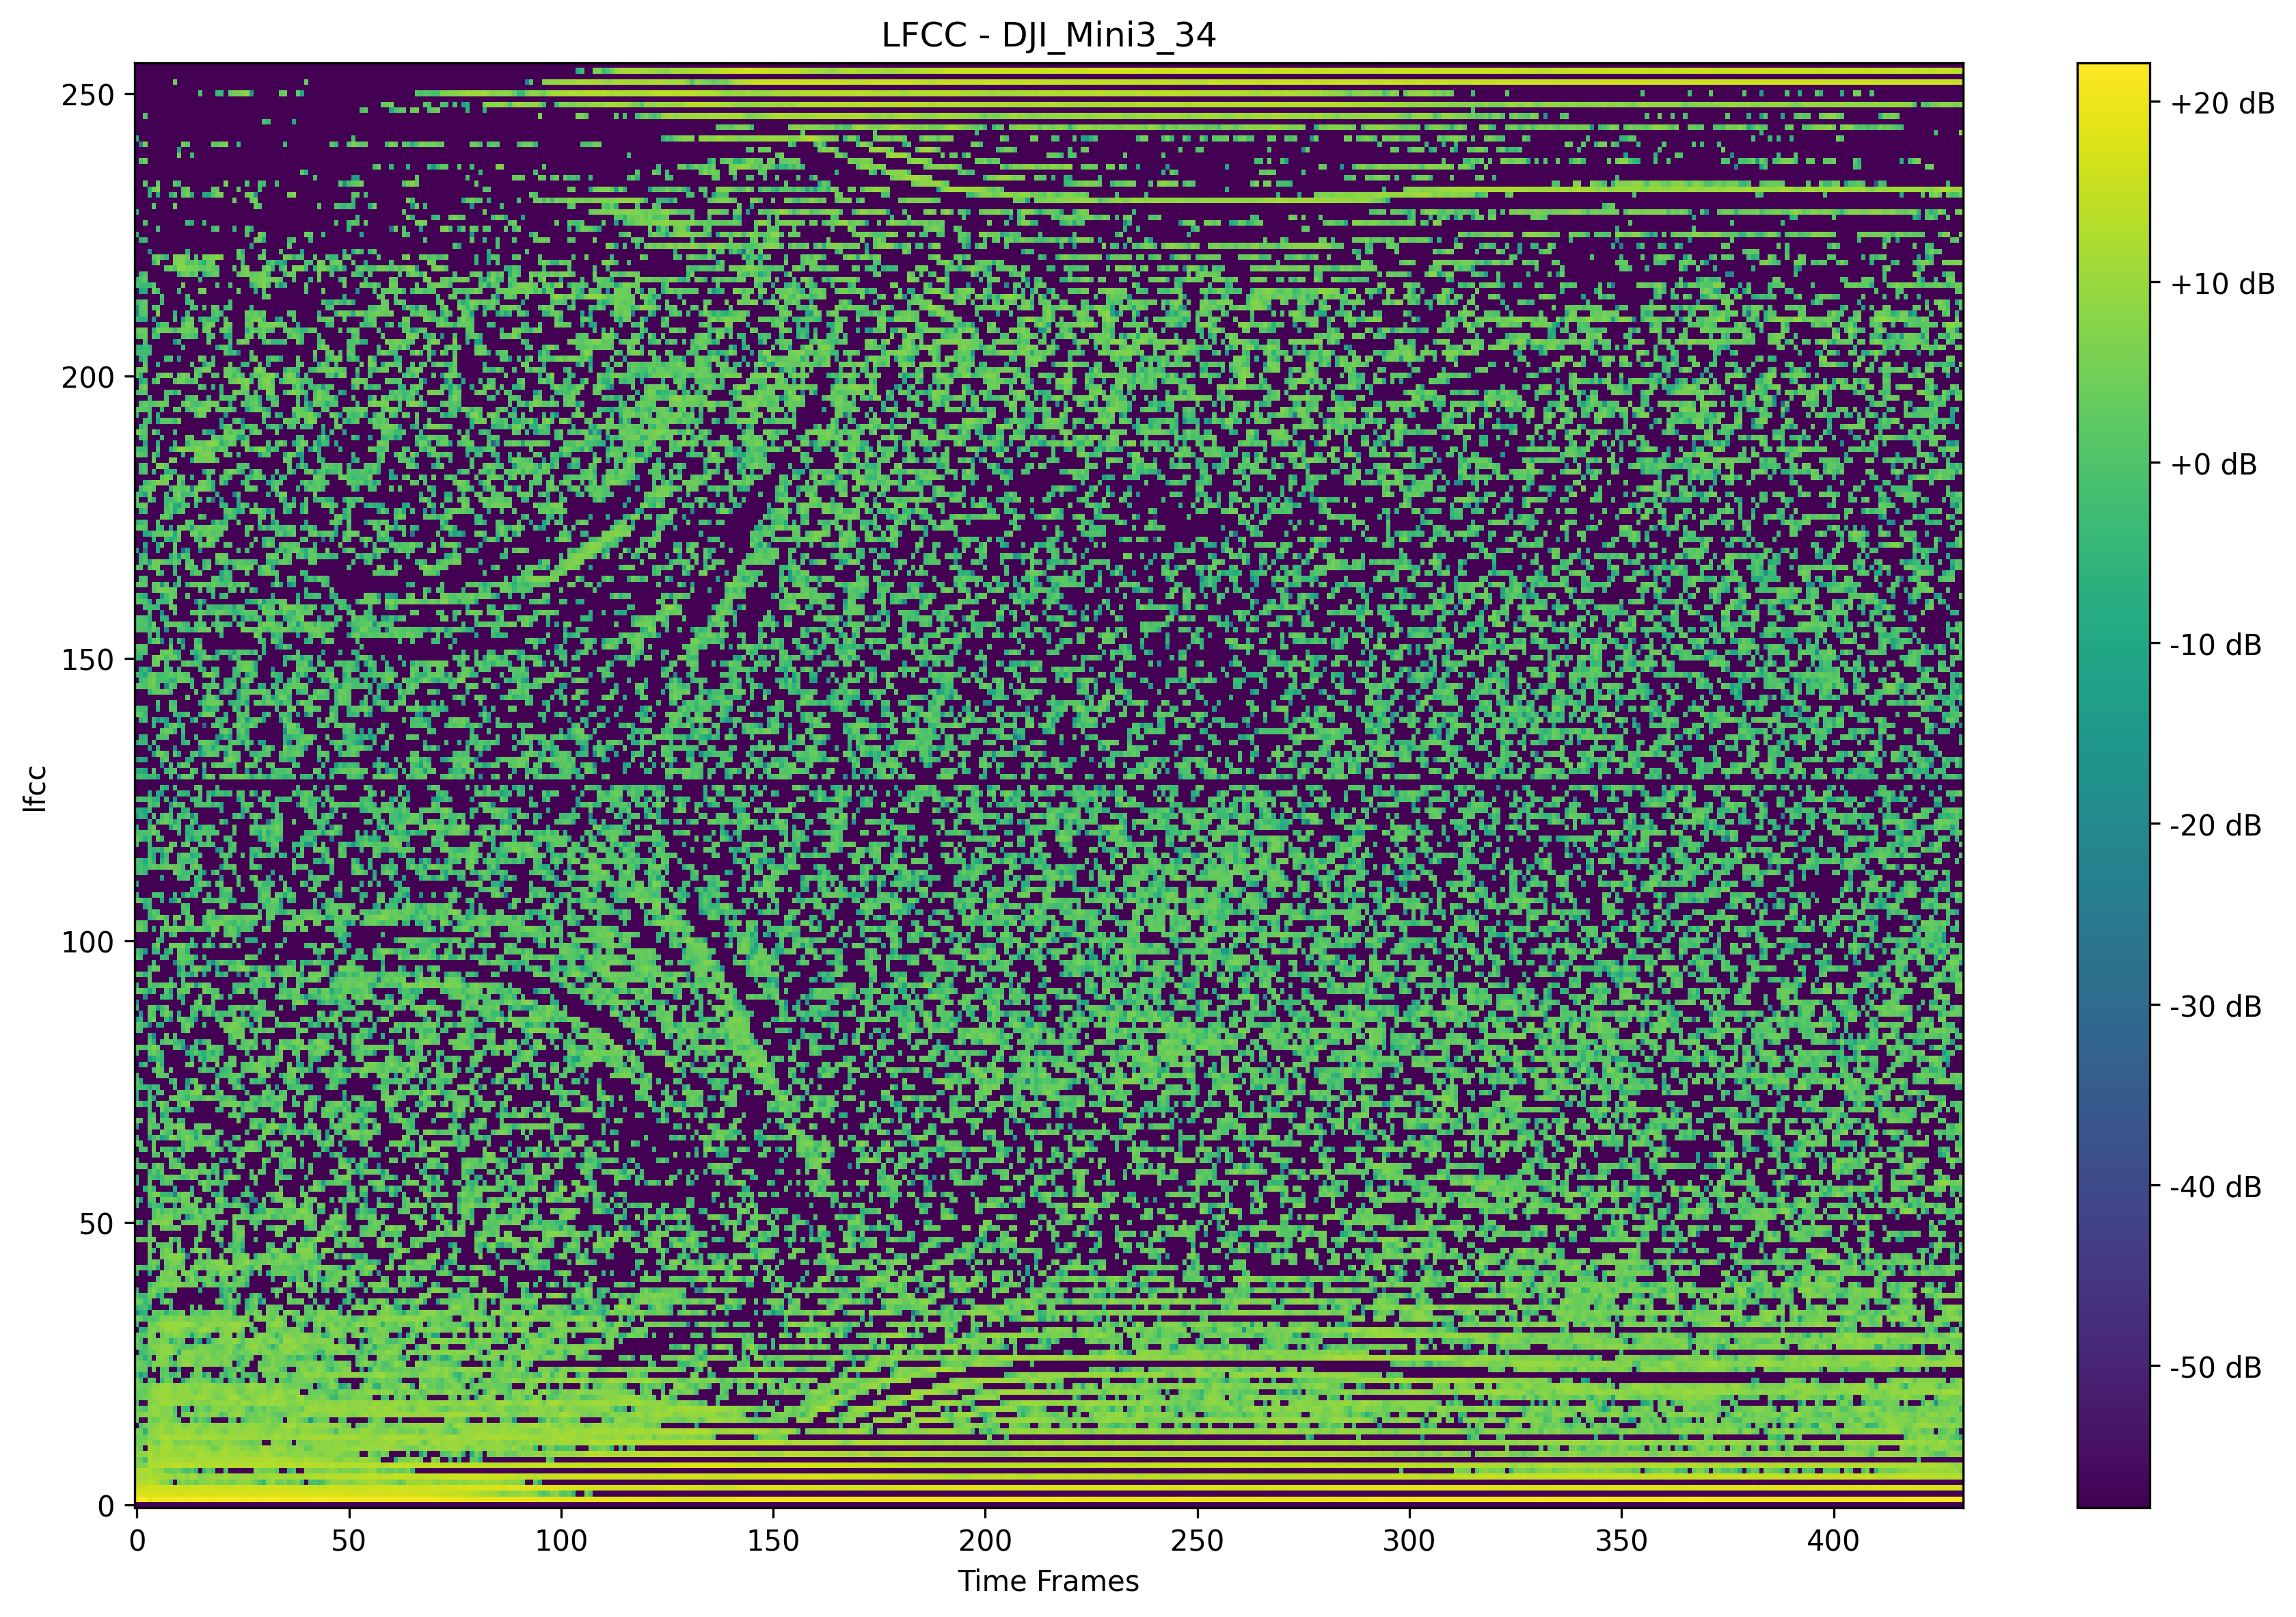 LFCC - DJI_Mini3_34
lfcc
250
200
150
100
50
0
0 50 100 150 200 250 300 350 400
Time Frames
+20 dB
+10 dB
+0 dB
-10 dB
-20 dB
-30 dB
-40 dB
-50 dB